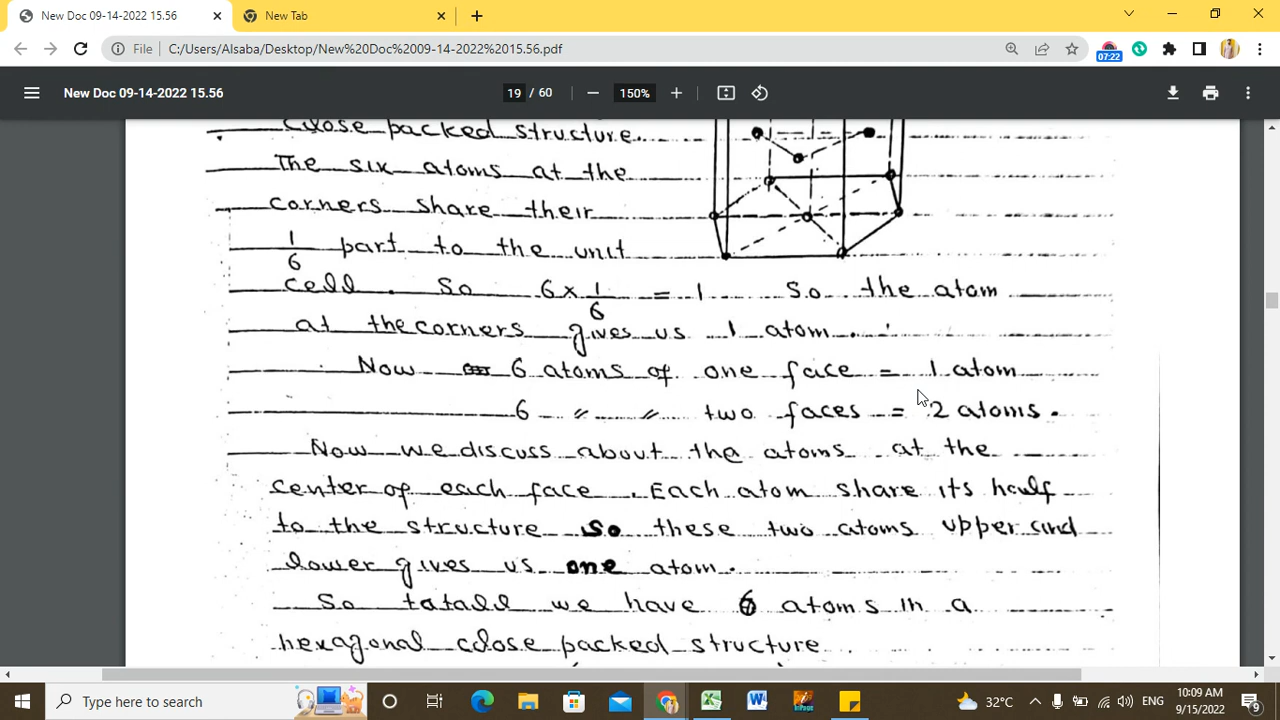 New Doc 09-14-2022 15.56
New Tab
File C:/Users/Alsaba/Desktop/New%20Doc%2009-14-2022%2015.56.pdf
07:22
New Doc 09-14-2022 15.56
19 / 60
150%
Close packed structure.
The six atoms at the
corners share their
1/6 part to the unit
cell. So 6 x 1/6 = 1 So the atom
at the corners gives us 1 atom.
Now 6 atoms of one face = 1 atom
6 " " two faces = 2 atoms.
Now we discuss about the atoms at the
center of each face. Each atom share its half
to the structure so these two atoms upper and
lower gives us one atom.
So totall we have 6 atoms in a
hexagonal close packed structure.
Type here to search
32°C
ENG
10:09 AM
9/15/2022
9